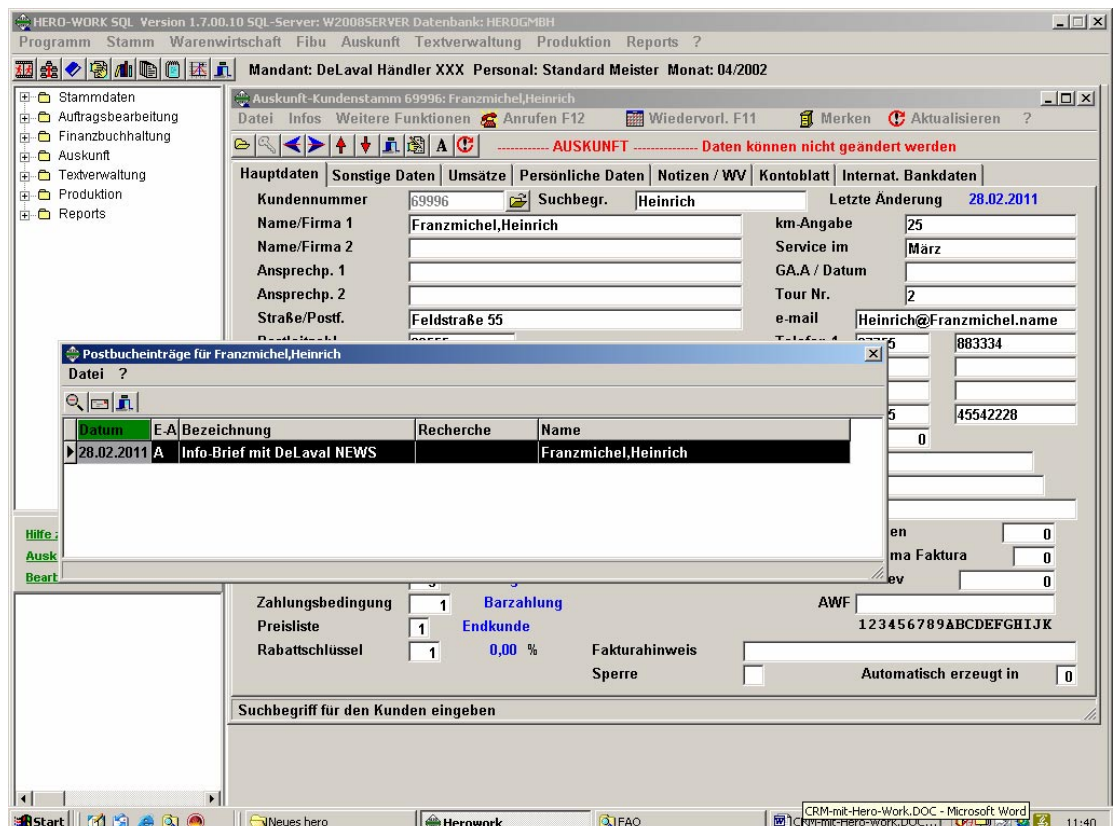 HERO-WORK SQL Version 1.7.00.10 SQL-Server: W2008SERVER Datenbank: HEROGMBH
Programm Stamm Warenwirtschaft Fibu Auskunft Textverwaltung Produktion Reports ?
Mandant: DeLaval Händler XXX Personal: Standard Meister Monat: 04/2002
Stammdaten
Auftragsbearbeitung
Finanzbuchhaltung
Auskunft
Textverwaltung
Produktion
Reports
Auskunft-Kundenstamm 69996: Franzmichel,Heinrich
Datei Infos Weitere Funktionen Anrufen F12 Wiedervorl. F11 Merken Aktualisieren ?
A ------------ AUSKUNFT --------------- Daten können nicht geändert werden
Hauptdaten Sonstige Daten Umsätze Persönliche Daten Notizen / WV Kontoblatt Internat. Bankdaten
Kundennummer 69996 Suchbegr. Heinrich Letzte Änderung 28.02.2011
Name/Firma 1 Franzmichel,Heinrich km-Angabe 25
Name/Firma 2 Service im März
Ansprechp. 1 GA.A / Datum
Ansprechp. 2 Tour Nr. 2
Straße/Postf. Feldstraße 55 e-mail Heinrich@Franzmichel.name
883334
Postbucheinträge für Franzmichel,Heinrich
Datei ?
5 45542228
0
Datum E-A Bezeichnung Recherche Name
28.02.2011 A Info-Brief mit DeLaval NEWS Franzmichel,Heinrich
en 0
ma Faktura 0
ev 0
Hilfe
Ausk
Beart
Zahlungsbedingung 1 Barzahlung AWF
123456789ABCDEFGHIJK
Preisliste 1 Endkunde
Rabattschlüssel 1 0,00 % Fakturahinweis
Sperre Automatisch erzeugt in 0
Suchbegriff für den Kunden eingeben
CRM-mit-Hero-Work.DOC - Microsoft Word
Start Neues hero Herowork FAO CRM-mit-Hero-Work.DOC... 11:40